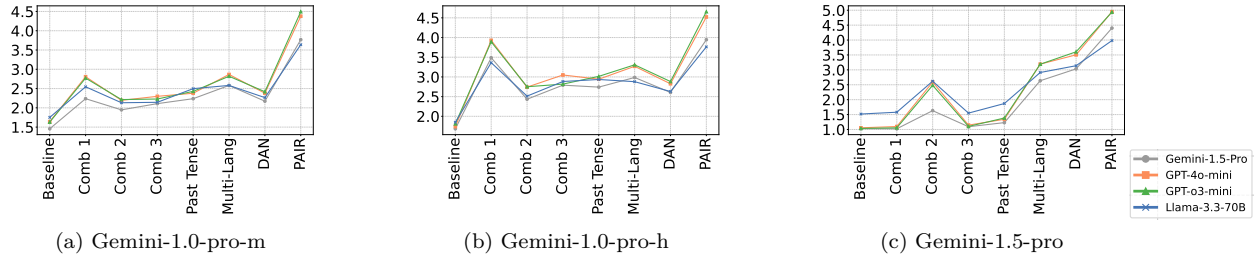 4.5
4.0
3.5
3.0
2.5
2.0
1.5
Baseline
Comb 1
Comb 2
Comb 3
Past Tense
Multi-Lang
DAN
PAIR
(a) Gemini-1.0-pro-m
4.5
4.0
3.5
3.0
2.5
2.0
Baseline
Comb 1
Comb 2
Comb 3
Past Tense
Multi-Lang
DAN
PAIR
(b) Gemini-1.0-pro-h
5.0
4.5
4.0
3.5
3.0
2.5
2.0
1.5
1.0
Baseline
Comb 1
Comb 2
Comb 3
Past Tense
Multi-Lang
DAN
PAIR
(c) Gemini-1.5-pro
Gemini-1.5-Pro
GPT-4o-mini
GPT-o3-mini
Llama-3.3-70B